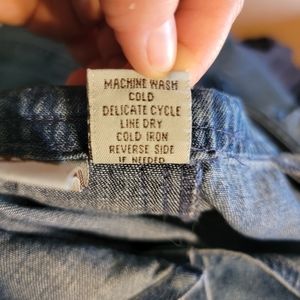 MACHINE WASH
COLD
DELICATE CYCLE
LINE DRY
COLD IRON
REVERSE SIDE
IF NEEDED